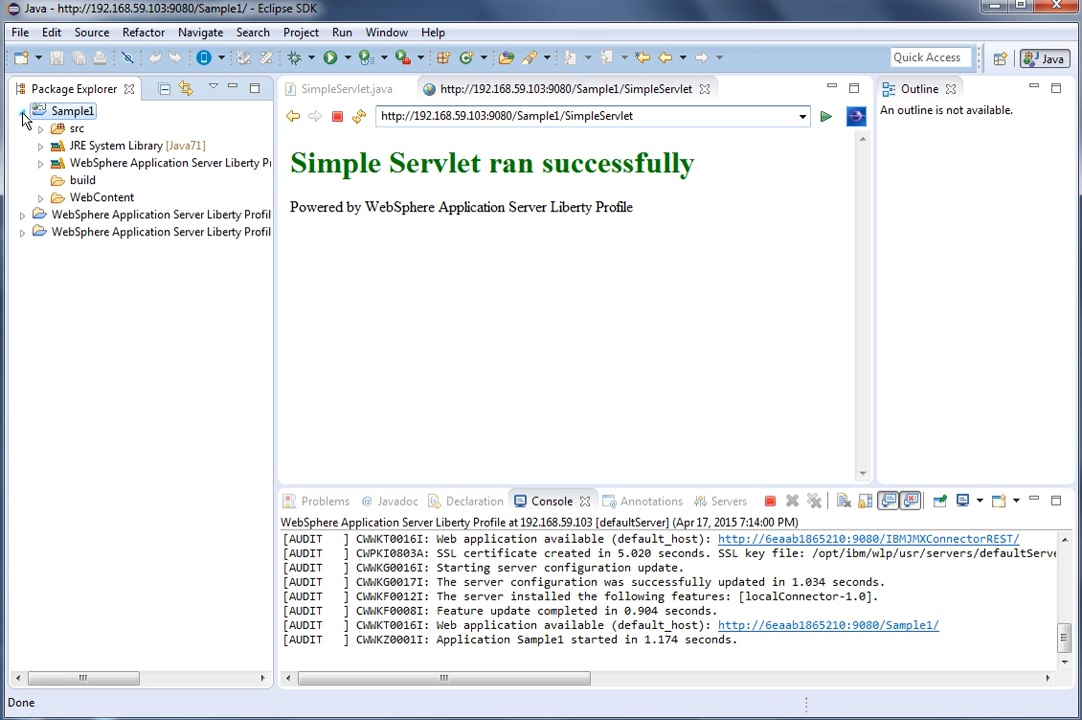 Java - http://192.168.59.103:9080/Sample1/ - Eclipse SDK
File Edit Source Refactor Navigate Search Project Run Window Help
Quick Access
Java
Package Explorer
SimpleServlet.java
http://192.168.59.103:9080/Sample1/SimpleServlet
Outline
Sample1
src
JRE System Library [Java71]
WebSphere Application Server Liberty Pr
build
WebContent
WebSphere Application Server Liberty Profil
WebSphere Application Server Liberty Profil
http://192.168.59.103:9080/Sample1/SimpleServlet
Simple Servlet ran successfully
Powered by WebSphere Application Server Liberty Profile
An outline is not available.
Problems Javadoc Declaration Console Annotations Servers
WebSphere Application Server Liberty Profile at 192.168.59.103 [defaultServer] (Apr 17, 2015 7:14:00 PM)
[AUDIT ] CWWKT0016I: Web application available (default_host): http://6eaab1865210:9080/IBMJMXConnectorREST/
[AUDIT ] CWPKI0803A: SSL certificate created in 5.020 seconds. SSL key file: /opt/ibm/wlp/usr/servers/defaultServe
[AUDIT ] CWWKG0016I: Starting server configuration update.
[AUDIT ] CWWKG0017I: The server configuration was successfully updated in 1.034 seconds.
[AUDIT ] CWWKF0012I: The server installed the following features: [localConnector-1.0].
[AUDIT ] CWWKF0008I: Feature update completed in 0.904 seconds.
[AUDIT ] CWWKT0016I: Web application available (default_host): http://6eaab1865210:9080/Sample1/
[AUDIT ] CWWKZ0001I: Application Sample1 started in 1.174 seconds.
Done